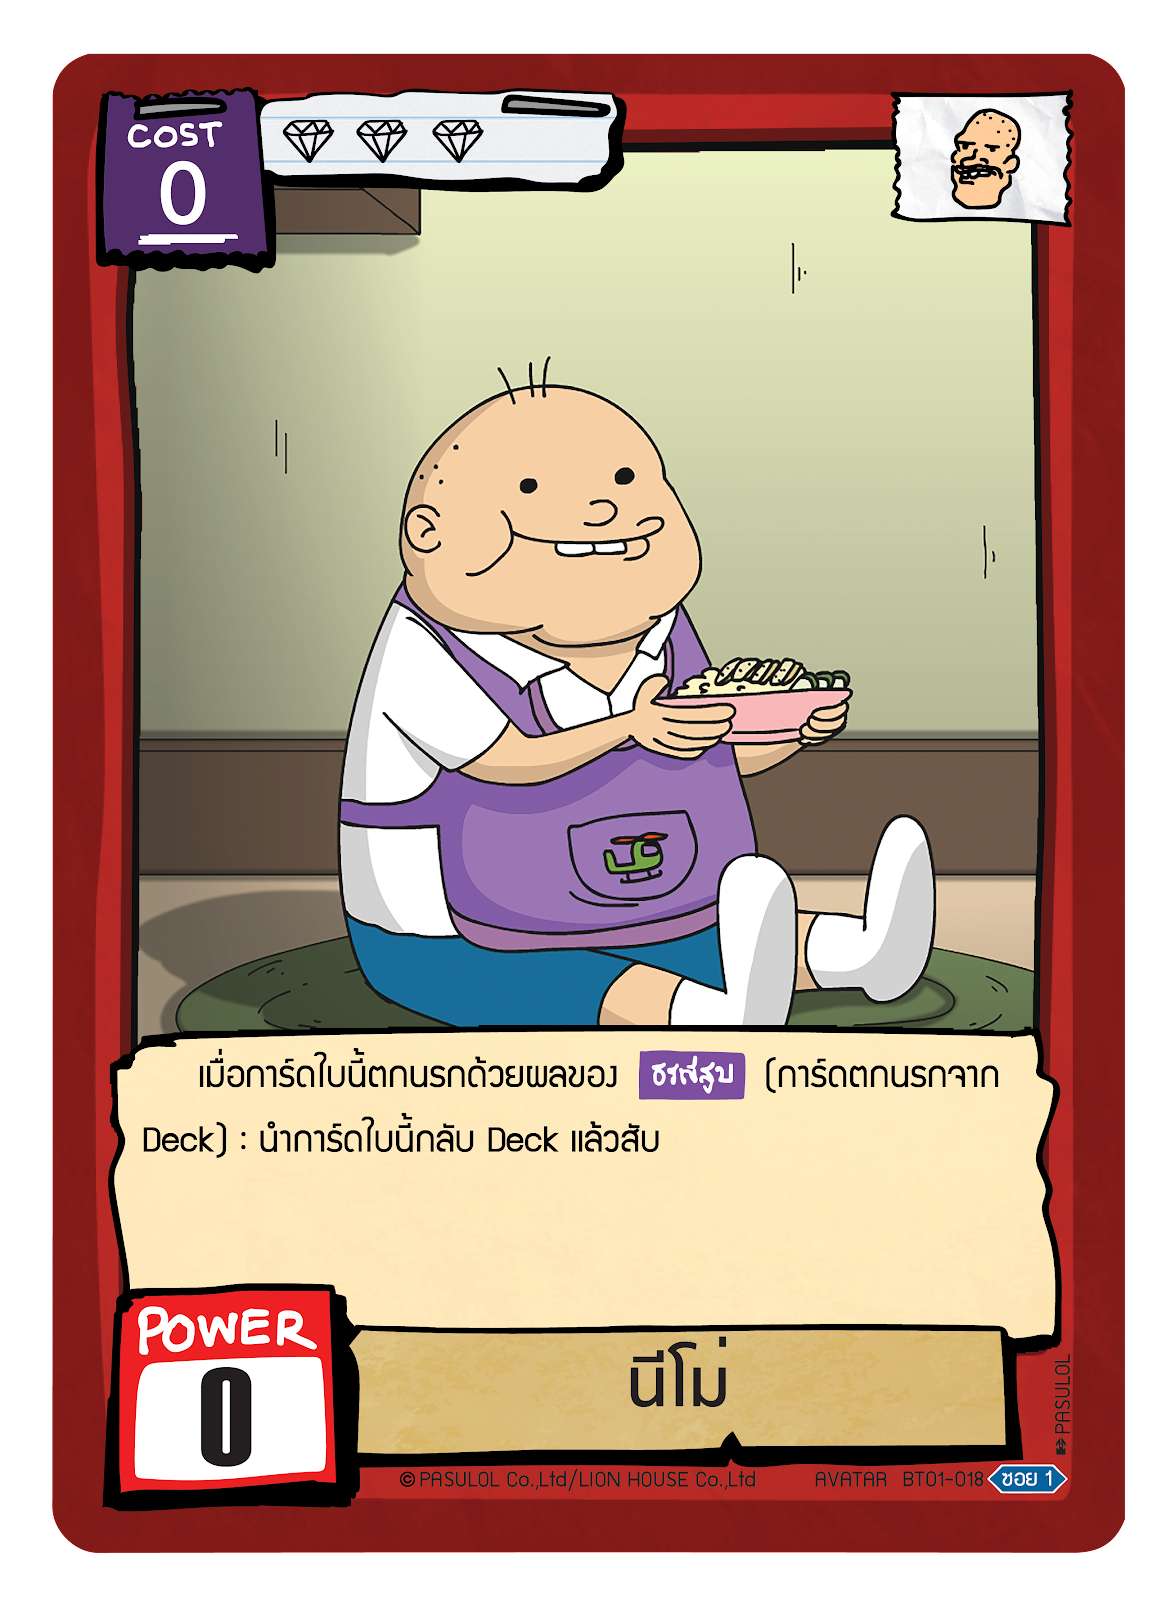 COST
0
เมื่อการ์ดใบนี้ตกนรกด้วยผลของ ธรณีสูบ (การ์ดตกนรกจาก
Deck) : นำการ์ดใบนี้กลับ Deck แล้วสับ
POWER
0
นีโม่
PASULOL
© PASULOL Co.,Ltd/LION HOUSE Co.,Ltd AVATAR BT01-018 ซอย 1